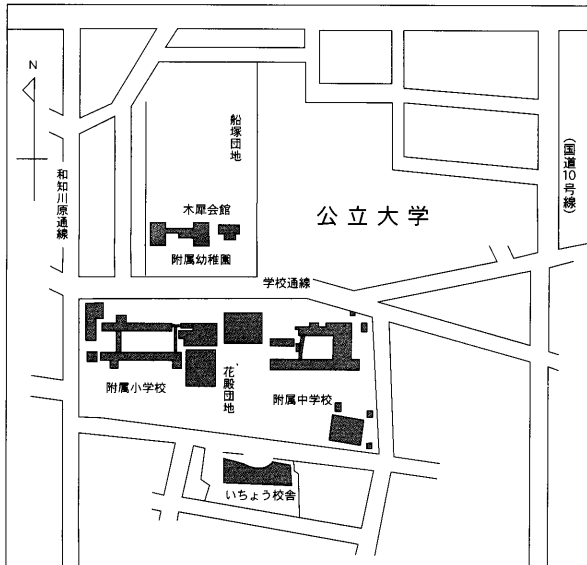 N
和知川原通線
船塚団地
木犀会館
附属幼稚園
公立大学
(国道10号線)
学校通線
附属小学校
花殿団地
附属中学校
いちょう校舎